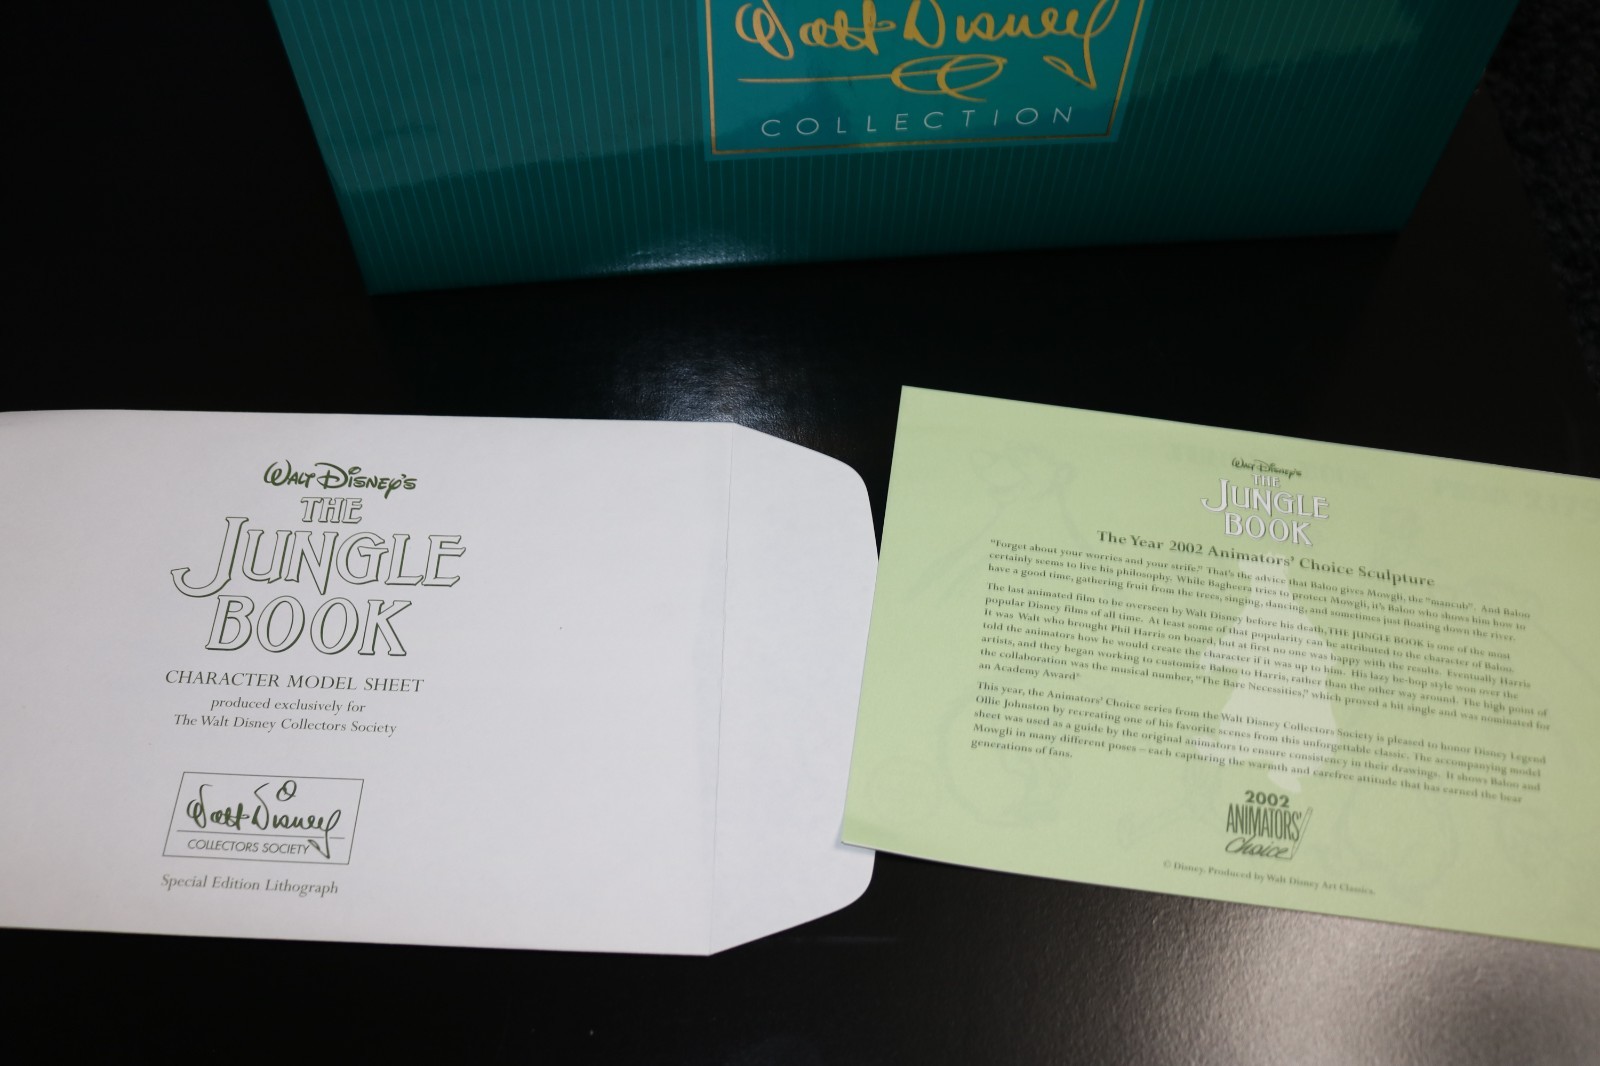 Walt Disney
COLLECTION
WALT DISNEY'S
THE
JUNGLE
BOOK
CHARACTER MODEL SHEET
produced exclusively for
The Walt Disney Collectors Society
Walt Disney
COLLECTORS SOCIETY
Special Edition Lithograph
WALT DISNEY'S
THE
JUNGLE
BOOK
The Year 2002 Animators' Choice Sculpture
"Forget about your worries and your strife." That's the advice that Baloo gives Mowgli, the "mancub". And Baloo
certainly seems to live his philosophy. While Bagheera tries to protect Mowgli, it's Baloo who shows him how to
have a good time, gathering fruit from the trees, singing, dancing, and sometimes just floating down the river.
The last animated film to be overseen by Walt Disney before his death, THE JUNGLE BOOK is one of the most
popular Disney films of all time. At least some of that popularity can be attributed to the character of Baloo.
It was Walt who brought Phil Harris on board, but at first no one was happy with the results. Eventually Harris
told the animators how he would create the character if it was up to him. His lazy be-bop style won over the
artists, and they began working to customize Baloo to Harris, rather than the other way around. The high point of
the collaboration was the musical number, "The Bare Necessities," which proved a hit single and was nominated for
an Academy Award®
This year, the Animators' Choice series from the Walt Disney Collectors Society is pleased to honor Disney Legend
Ollie Johnston by recreating one of his favorite scenes from this unforgettable classic. The accompanying model
sheet was used as a guide by the original animators to ensure consistency in their drawings. It shows Baloo and
Mowgli in many different poses – each capturing the warmth and carefree attitude that has earned the bear
generations of fans.
2002
ANIMATORS'
Choice
© Disney. Produced by Walt Disney Art Classics.